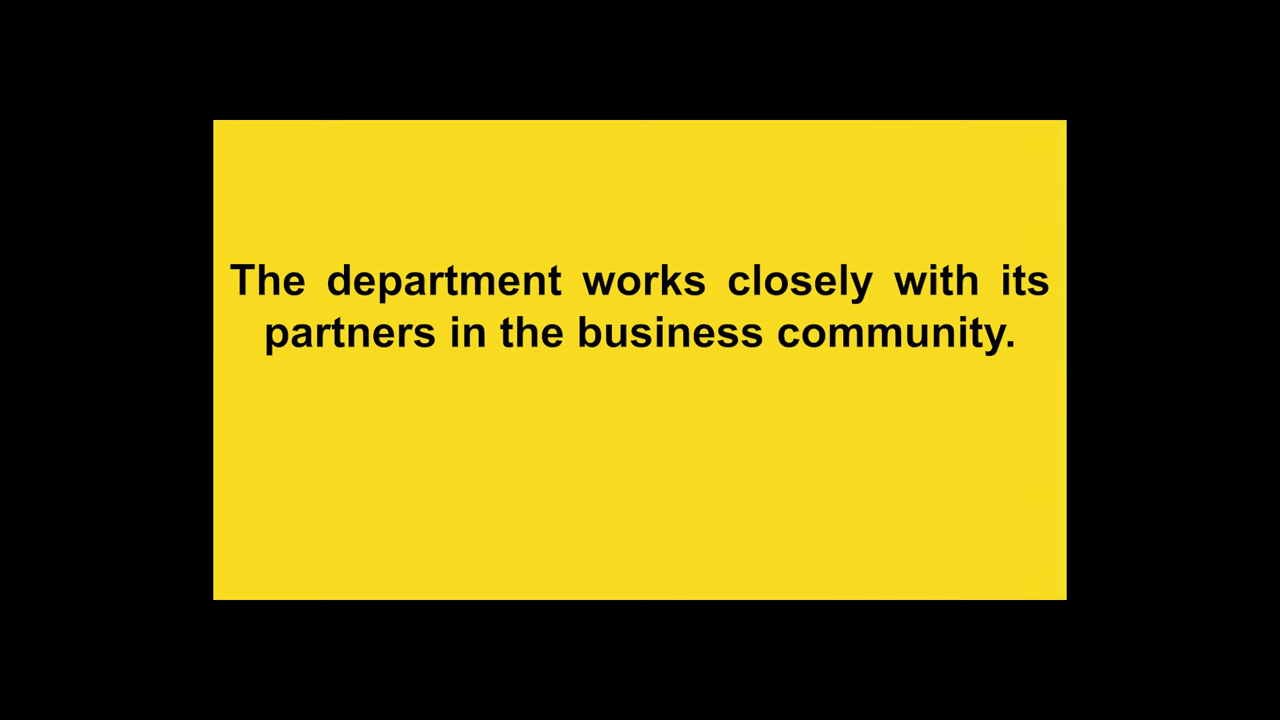 The department works closely with its
partners in the business community.